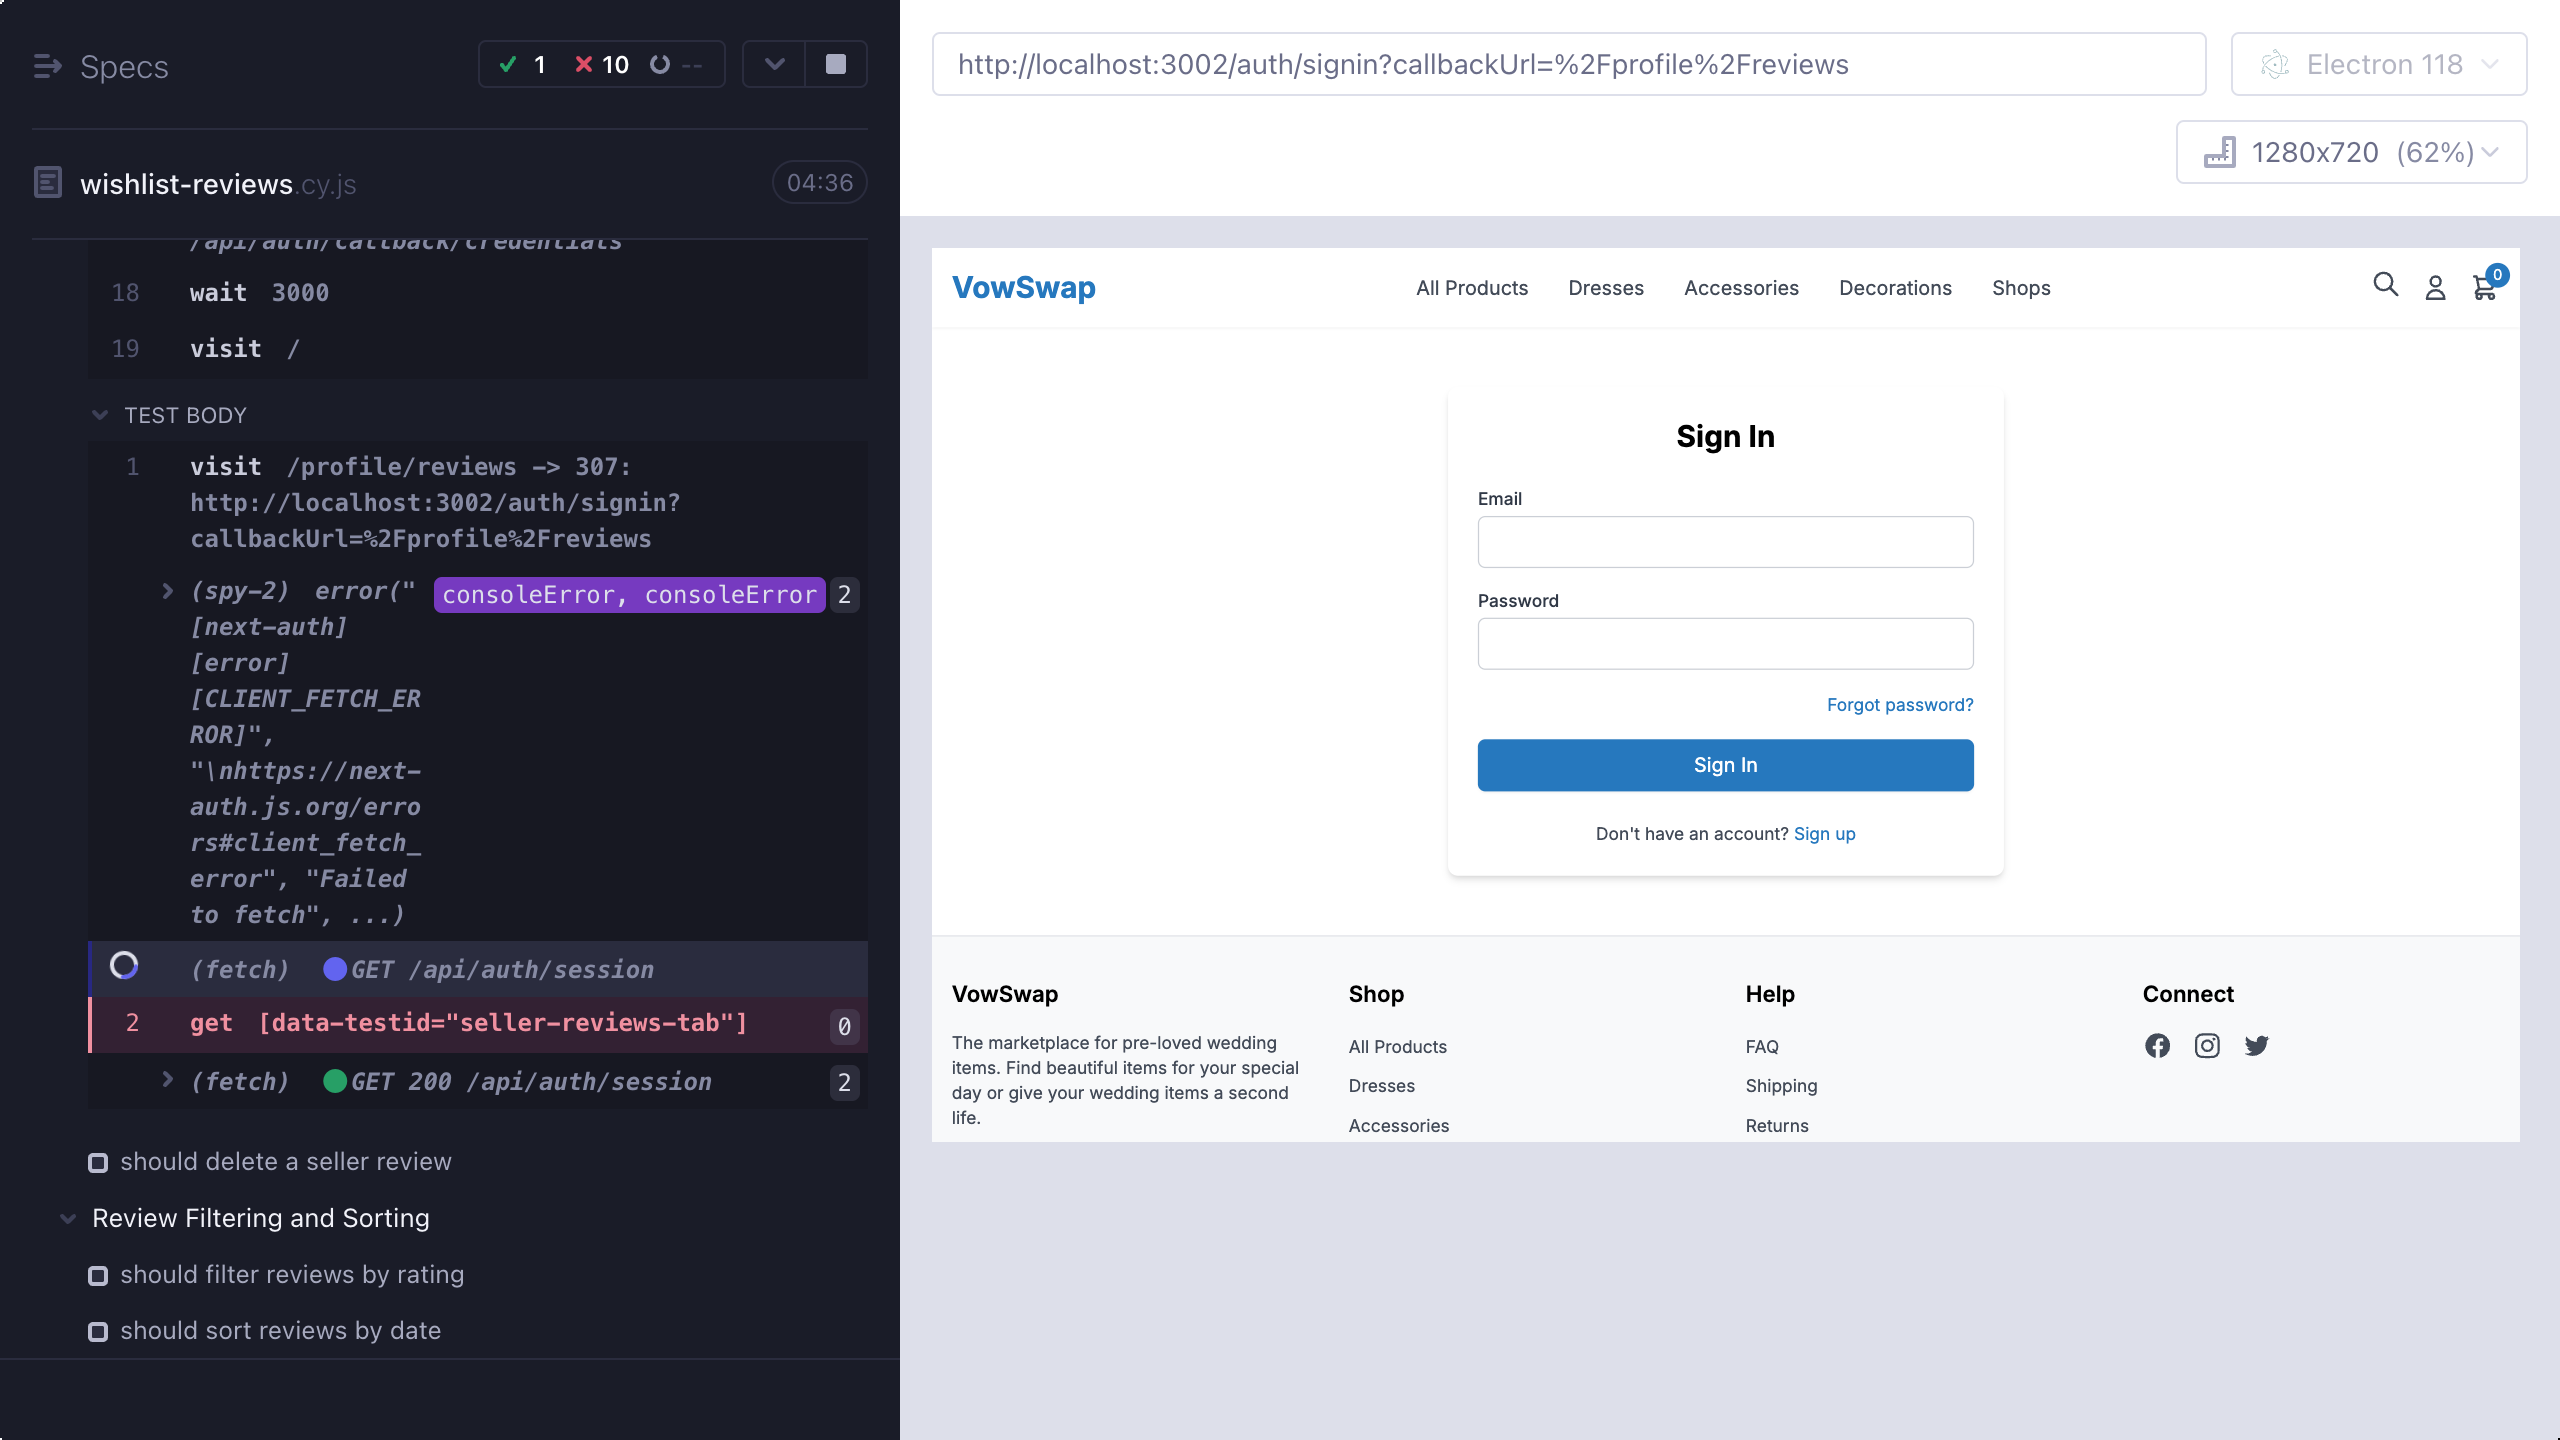 Specs
1
10
--
wishlist-reviews.cy.js
04:36
/api/auth/callback/credentials
18 wait 3000
19 visit /
TEST BODY
1 visit /profile/reviews -> 307:
http://localhost:3002/auth/signin?
callbackUrl=%2Fprofile%2Freviews
(spy-2) error("
[next-auth]
[error]
[CLIENT_FETCH_ER
ROR]",
"\nhttps://next-
auth.js.org/erro
rs#client_fetch_
error", "Failed
to fetch", ...)
consoleError, consoleError
2
(fetch) GET /api/auth/session
2 get [data-testid="seller-reviews-tab"] 0
(fetch) GET 200 /api/auth/session 2
should delete a seller review
Review Filtering and Sorting
should filter reviews by rating
should sort reviews by date
http://localhost:3002/auth/signin?callbackUrl=%2Fprofile%2Freviews
Electron 118
1280x720 (62%)
VowSwap
All Products
Dresses
Accessories
Decorations
Shops
0
Sign In
Email
Password
Forgot password?
Sign In
Don't have an account? Sign up
VowSwap
The marketplace for pre-loved wedding
items. Find beautiful items for your special
day or give your wedding items a second
life.
Shop
All Products
Dresses
Accessories
Help
FAQ
Shipping
Returns
Connect